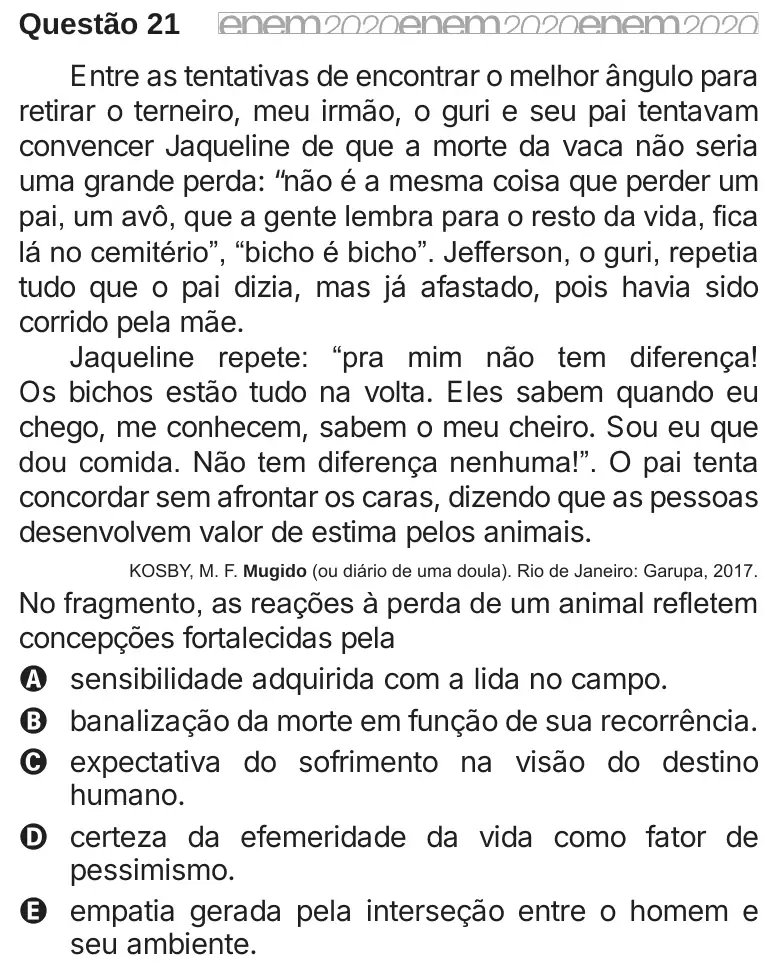 Questão 21 enem2020enem2020enem2020
Entre as tentativas de encontrar o melhor ângulo para
retirar o terneiro, meu irmão, o guri e seu pai tentavam
convencer Jaqueline de que a morte da vaca não seria
uma grande perda: “não é a mesma coisa que perder um
pai, um avô, que a gente lembra para o resto da vida, fica
lá no cemitério”, “bicho é bicho”. Jefferson, o guri, repetia
tudo que o pai dizia, mas já afastado, pois havia sido
corrido pela mãe.
Jaqueline repete: “pra mim não tem diferença!
Os bichos estão tudo na volta. Eles sabem quando eu
chego, me conhecem, sabem o meu cheiro. Sou eu que
dou comida. Não tem diferença nenhuma!”. O pai tenta
concordar sem afrontar os caras, dizendo que as pessoas
desenvolvem valor de estima pelos animais.
KOSBY, M. F. Mugido (ou diário de uma doula). Rio de Janeiro: Garupa, 2017.
No fragmento, as reações à perda de um animal refletem
concepções fortalecidas pela
A sensibilidade adquirida com a lida no campo.
B banalização da morte em função de sua recorrência.
C expectativa do sofrimento na visão do destino
humano.
D certeza da efemeridade da vida como fator de
pessimismo.
E empatia gerada pela interseção entre o homem e
seu ambiente.